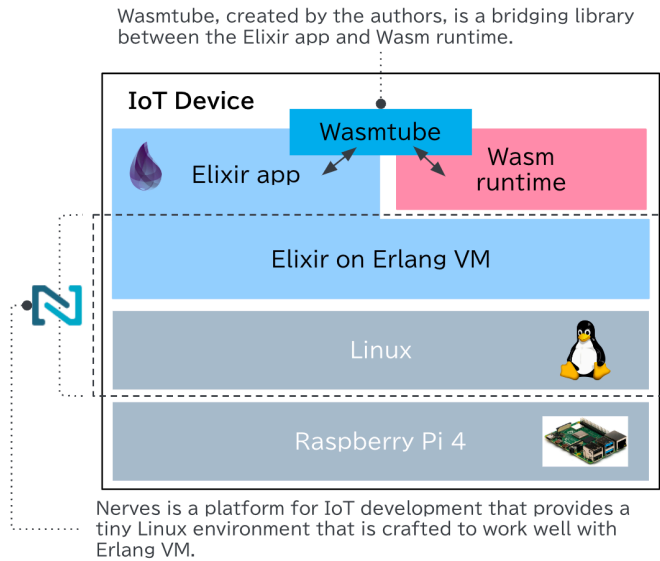 Wasmtube, created by the authors, is a bridging library
between the Elixir app and Wasm runtime.
IoT Device
Wasmtube
Elixir app
Wasm
runtime
Elixir on Erlang VM
Linux
Raspberry Pi 4
Nerves is a platform for IoT development that provides a
tiny Linux environment that is crafted to work well with
Erlang VM.